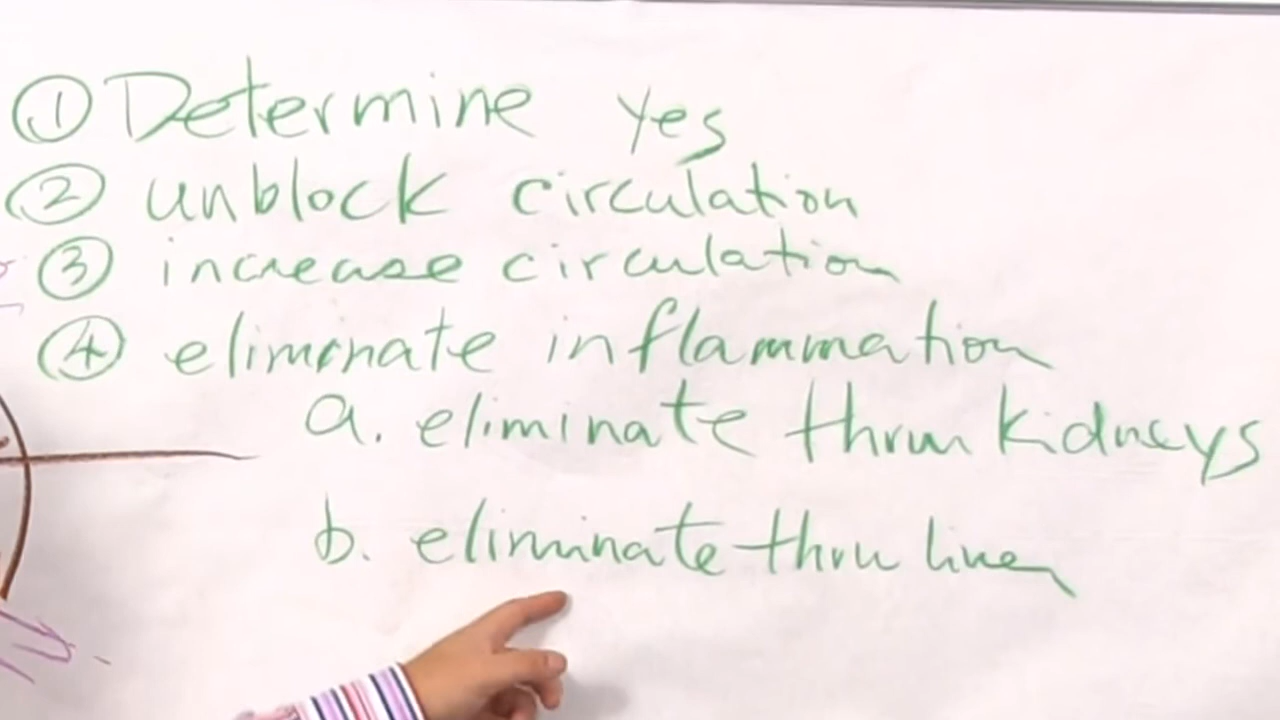 ① Determine yes
② unblock circulation
③ increase circulation
④ eliminate inflammation
a. eliminate thru kidneys
b. eliminate thru liver